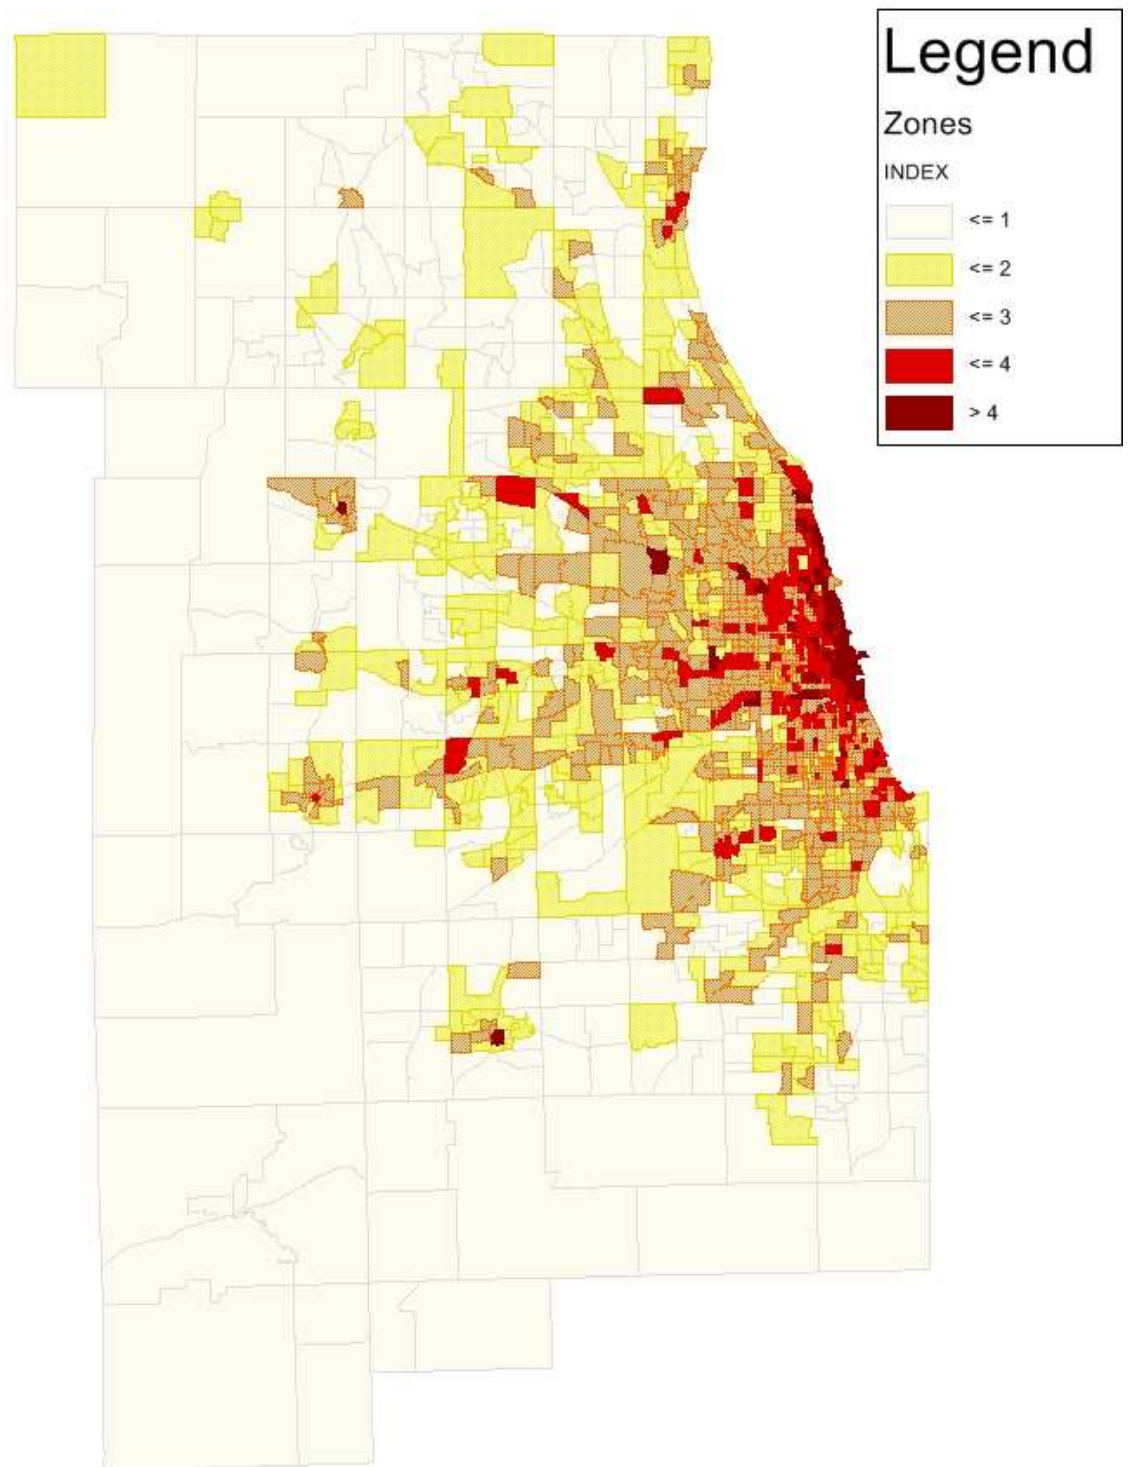 Legend
Zones
INDEX
<= 1
<= 2
<= 3
<= 4
> 4